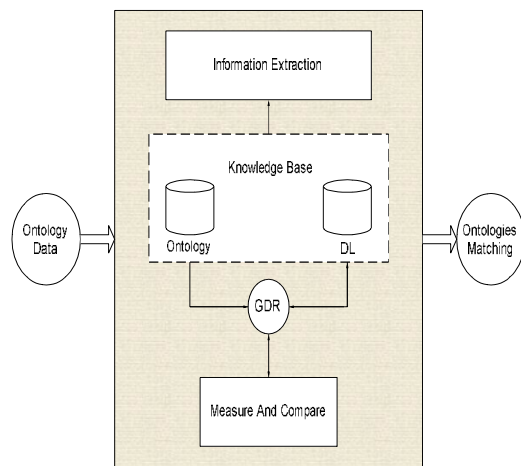 Information Extraction
Knowledge Base
Ontology
DL
Ontology
Data
Ontologies
Matching
GDR
Measure And Compare